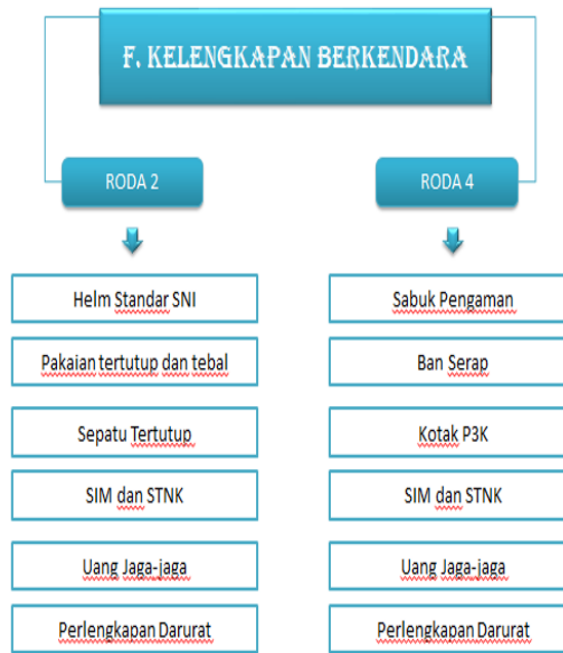 F. KELENGKAPAN BERKENDARA
RODA 2
Helm Standar SNI
Pakaian tertutup dan tebal
Sepatu Tertutup
SIM dan STNK
Uang Jaga-jaga
Perlengkapan Darurat
RODA 4
Sabuk Pengaman
Ban Serap
Kotak P3K
SIM dan STNK
Uang Jaga-jaga
Perlengkapan Darurat